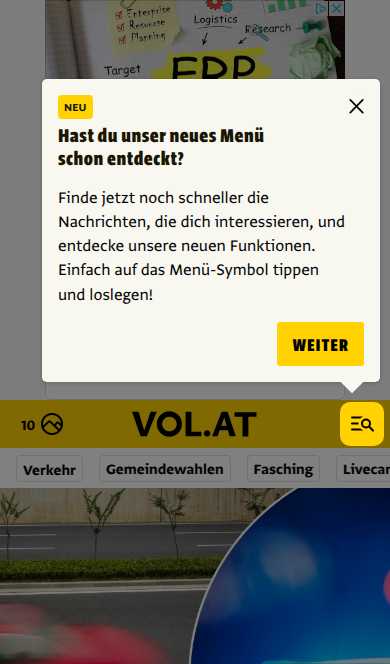 Enterprise
Resource
Planning
Logistics
Research
Target
ERP
NEU
Hast du unser neues Menü
schon entdeckt?
Finde jetzt noch schneller die
Nachrichten, die dich interessieren, und
entdecke unsere neuen Funktionen.
Einfach auf das Menü-Symbol tippen
und loslegen!
WEITER
10
VOL.AT
Verkehr
Gemeindewahlen
Fasching
Livecar